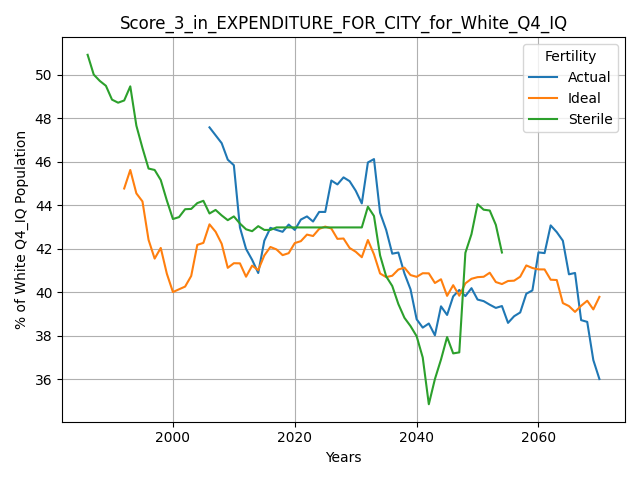 Score_3_in_EXPENDITURE_FOR_CITY_for_White_Q4_IQ
Fertility
Actual
Ideal
Sterile
% of White Q4_IQ Population
50
48
46
44
42
40
38
36
2000
2020
2040
2060
Years